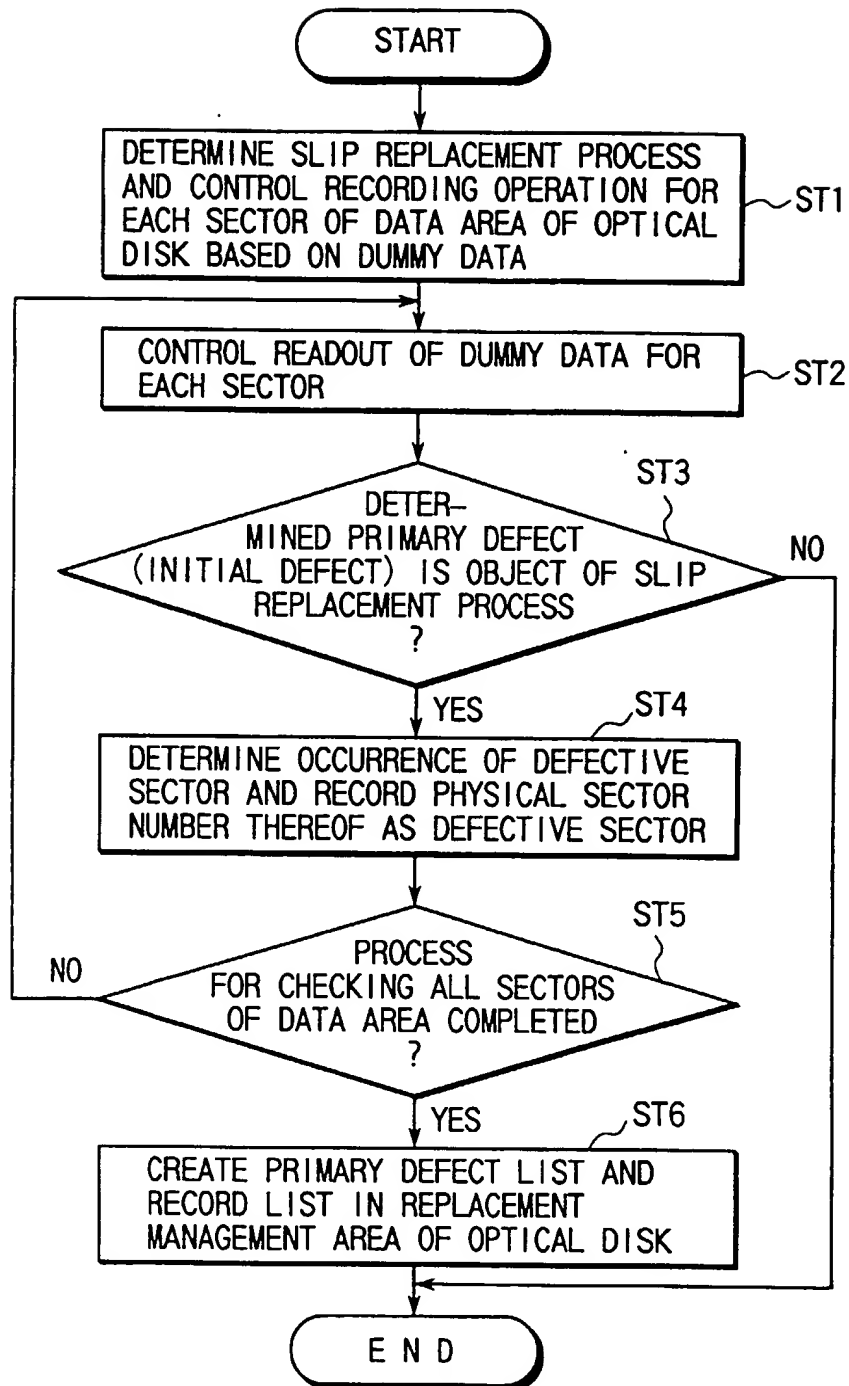 START
DETERMINE SLIP REPLACEMENT PROCESS
AND CONTROL RECORDING OPERATION FOR
EACH SECTOR OF DATA AREA OF OPTICAL
DISK BASED ON DUMMY DATA
ST1
CONTROL READOUT OF DUMMY DATA FOR
EACH SECTOR
ST2
ST3
DETER-
MINED PRIMARY DEFECT
(INITIAL DEFECT) IS OBJECT OF SLIP
REPLACEMENT PROCESS
?
NO
YES
ST4
DETERMINE OCCURRENCE OF DEFECTIVE
SECTOR AND RECORD PHYSICAL SECTOR
NUMBER THEREOF AS DEFECTIVE SECTOR
ST5
PROCESS
FOR CHECKING ALL SECTORS
OF DATA AREA COMPLETED
?
NO
YES
ST6
CREATE PRIMARY DEFECT LIST AND
RECORD LIST IN REPLACEMENT
MANAGEMENT AREA OF OPTICAL DISK
E N D